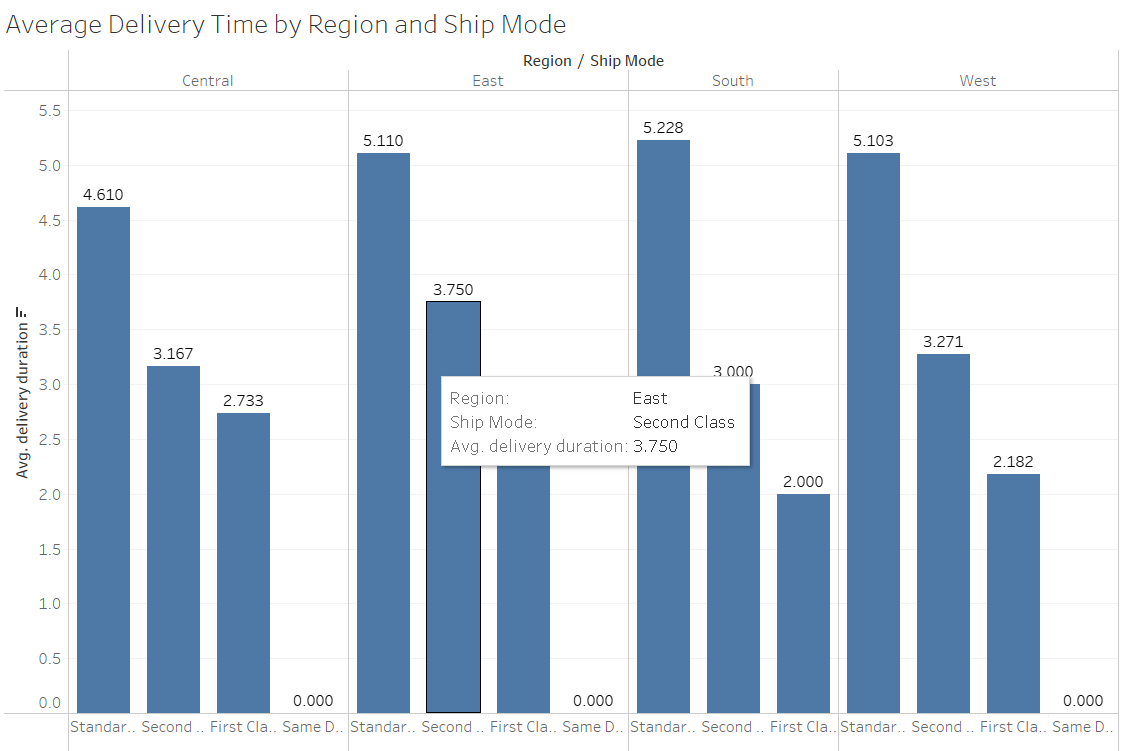 Average Delivery Time by Region and Ship Mode
Region / Ship Mode
Central East South West
Avg. delivery duration
5.5
5.0
4.5
4.0
3.5
3.0
2.5
2.0
1.5
1.0
0.5
0.0
4.610 3.167 2.733 0.000
5.110 3.750 0.000
5.228 3.000 2.000
5.103 3.271 2.182 0.000
Region: East
Ship Mode: Second Class
Avg. delivery duration: 3.750
Standar.. Second .. First Cla.. Same D.. Standar.. Second .. First Cla.. Same D.. Standar.. Second .. First Cla.. Standar.. Second .. First Cla.. Same D..